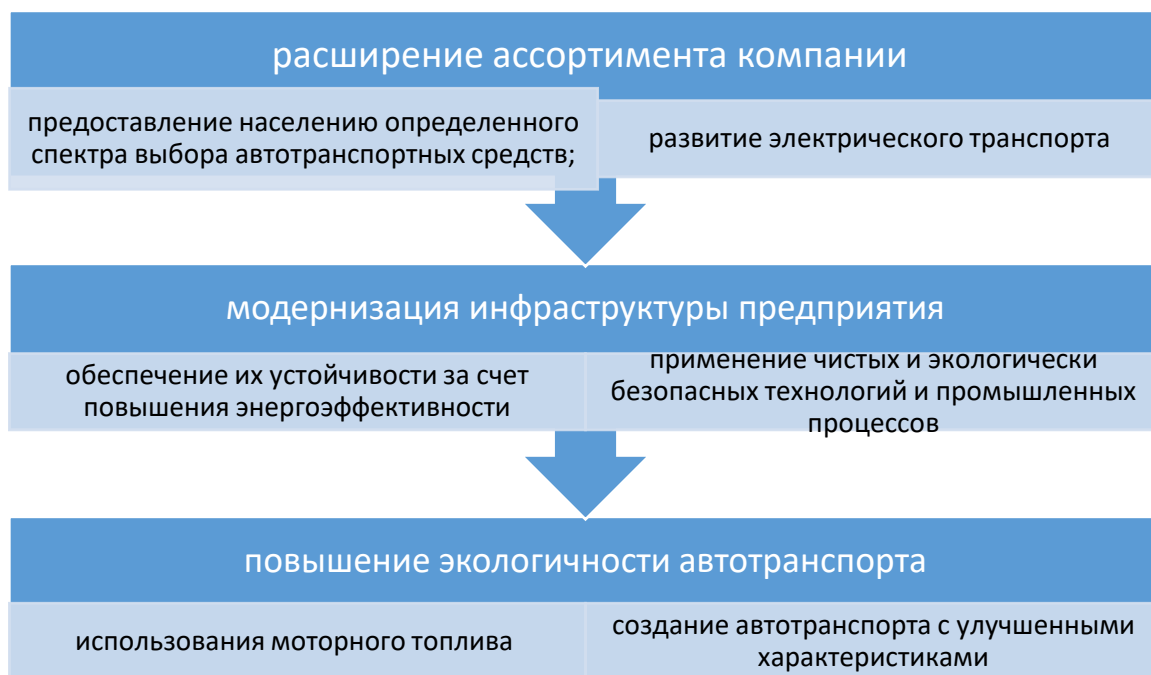 расширение ассортимента компании
предоставление населению определенного
спектра выбора автотранспортных средств;
развитие электрического транспорта
модернизация инфраструктуры предприятия
обеспечение их устойчивости за счет
повышения энергоэффективности
применение чистых и экологически
безопасных технологий и промышленных
процессов
повышение экологичности автотранспорта
использования моторного топлива
создание автотранспорта с улучшенными
характеристиками